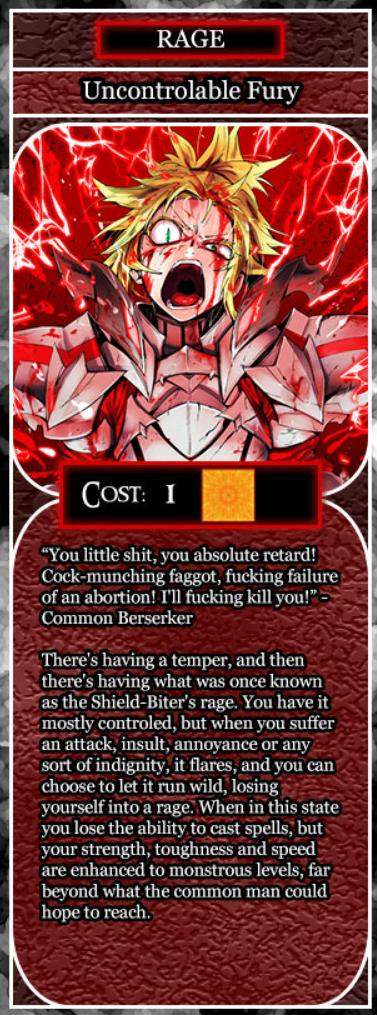 RAGE
Uncontrolable Fury
COST: 1
“You little shit, you absolute retard!
Cock-munching faggot, fucking failure
of an abortion! I'll fucking kill you!” -
Common Berserker
There's having a temper, and then
there's having what was once known
as the Shield-Biter's rage. You have it
mostly controled, but when you suffer
an attack, insult, annoyance or any
sort of indignity, it flares, and you can
choose to let it run wild, losing
yourself into a rage. When in this state
you lose the ability to cast spells, but
your strength, toughness and speed
are enhanced to monstrous levels, far
beyond what the common man could
hope to reach.